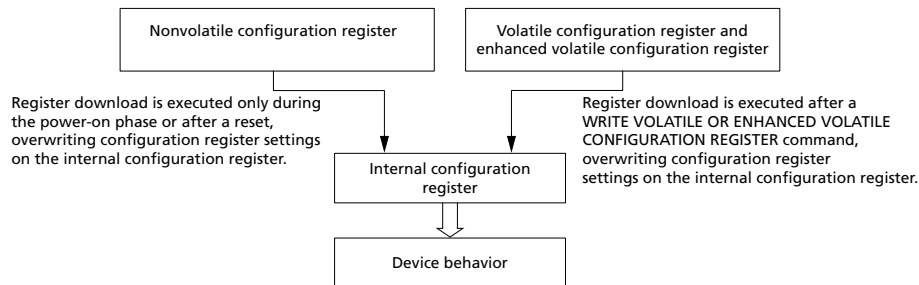 Nonvolatile configuration register
Volatile configuration register and
enhanced volatile configuration register
Register download is executed only during
the power-on phase or after a reset,
overwriting configuration register settings
on the internal configuration register.
Register download is executed after a
WRITE VOLATILE OR ENHANCED VOLATILE
CONFIGURATION REGISTER command,
overwriting configuration register
settings on the internal configuration register.
Internal configuration
register
Device behavior